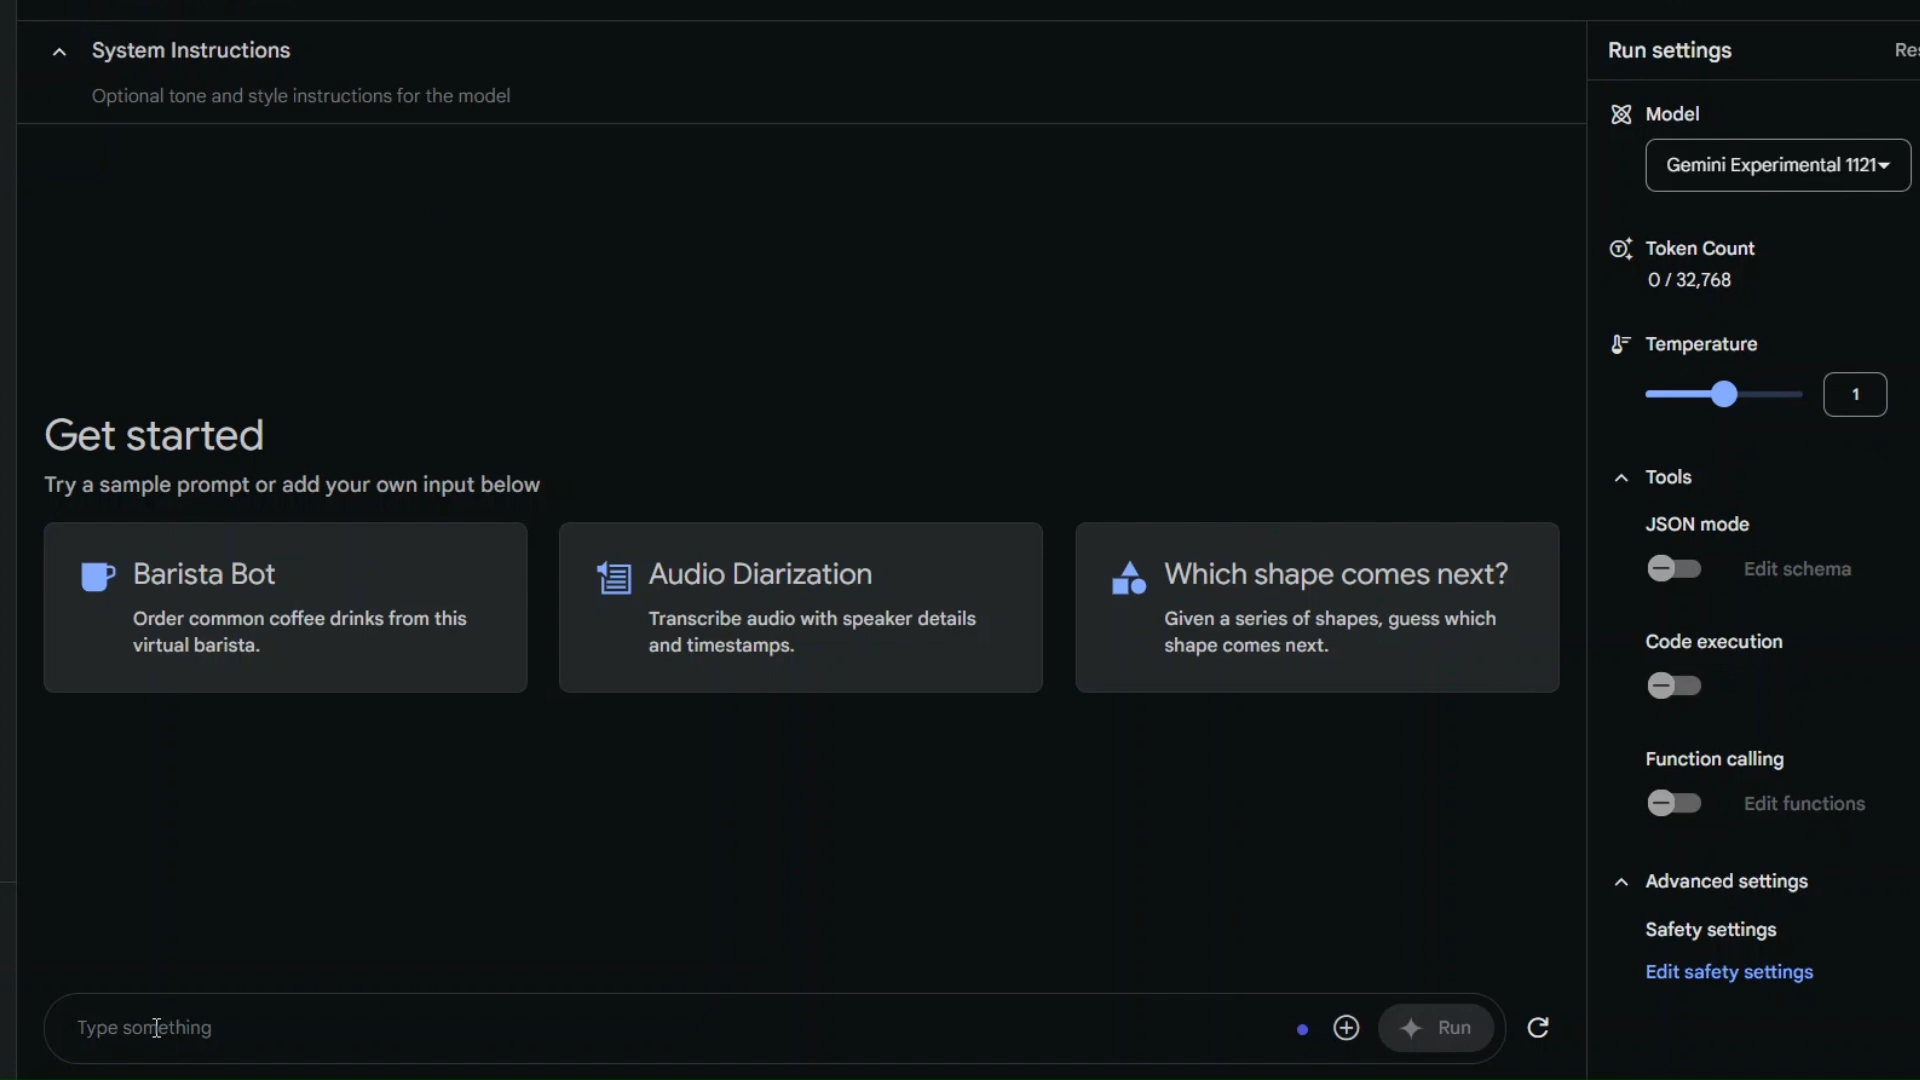 System Instructions
Optional tone and style instructions for the model
Get started
Try a sample prompt or add your own input below
Barista Bot
Order common coffee drinks from this
virtual barista.
Audio Diarization
Transcribe audio with speaker details
and timestamps.
Which shape comes next?
Given a series of shapes, guess which
shape comes next.
Type something
Run
Run settings
Model
Gemini Experimental 1121
Token Count
0 / 32,768
Temperature
1
Tools
JSON mode
Edit schema
Code execution
Function calling
Edit functions
Advanced settings
Safety settings
Edit safety settings